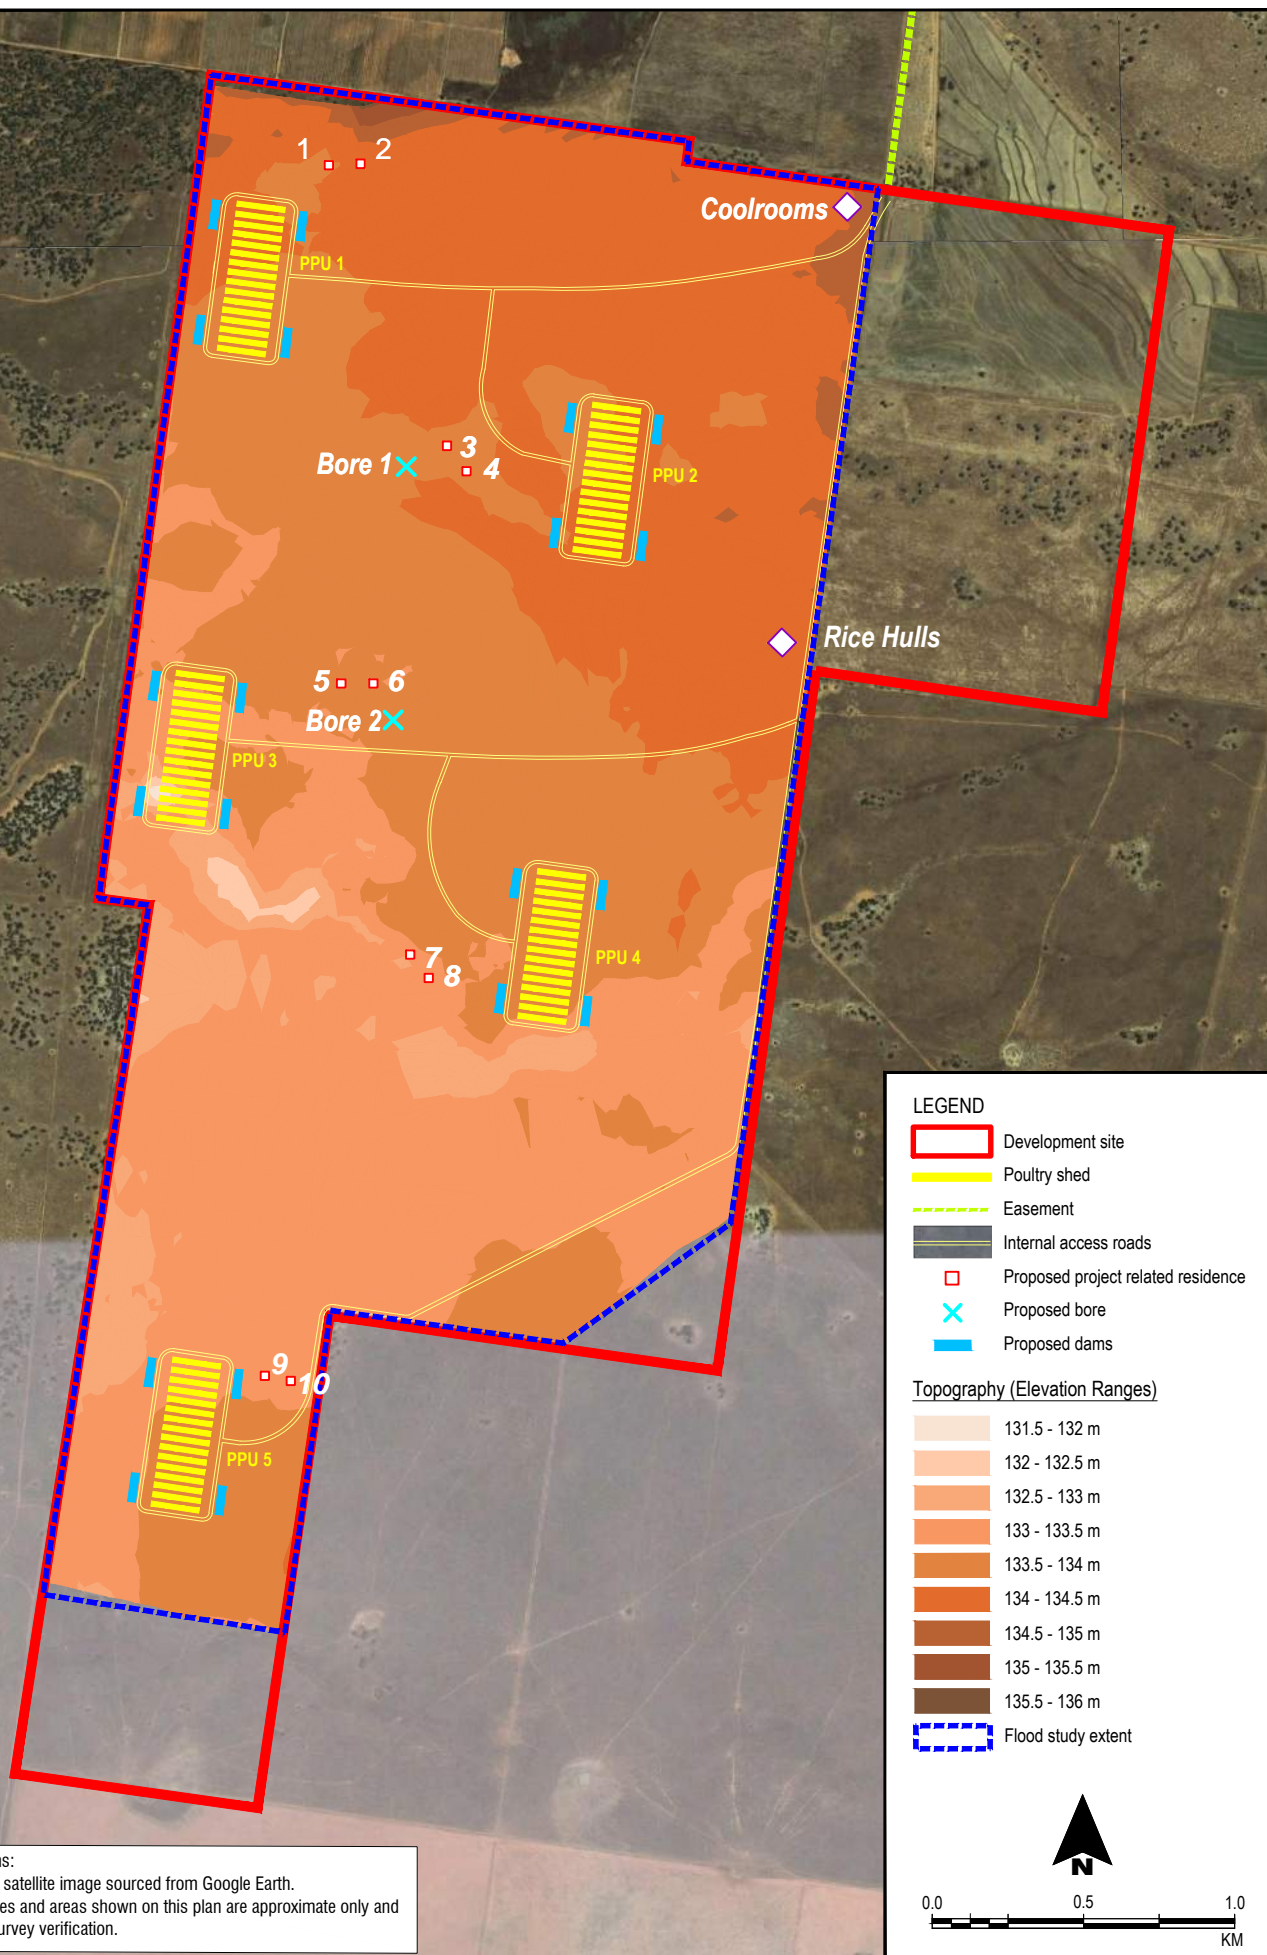 1
2
Coolrooms
PPU 1
3
Bore 1
4
PPU 2
Rice Hulls
5
6
Bore 2
PPU 3
7
PPU 4
8
9
10
PPU 5
LEGEND
Development site
Poultry shed
Easement
Internal access roads
Proposed project related residence
Proposed bore
Proposed dams
Topography (Elevation Ranges)
131.5 - 132 m
132 - 132.5 m
132.5 - 133 m
133 - 133.5 m
133.5 - 134 m
134 - 134.5 m
134.5 - 135 m
135 - 135.5 m
135.5 - 136 m
Flood study extent
N
0.0 0.5 1.0
KM
satellite image sourced from Google Earth.
and areas shown on this plan are approximate only and
verification.